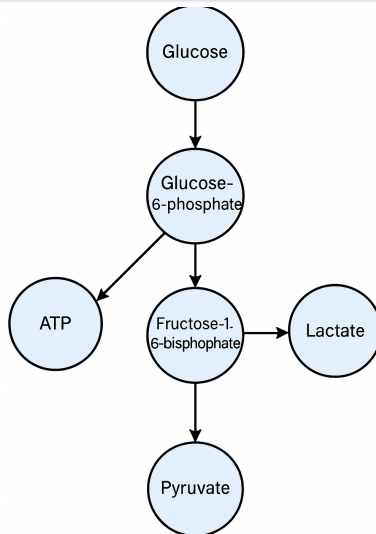 Glucose
Glucose-
6-phosphate
ATP
Fructose-1-
6-bisphophate
Lactate
Pyruvate